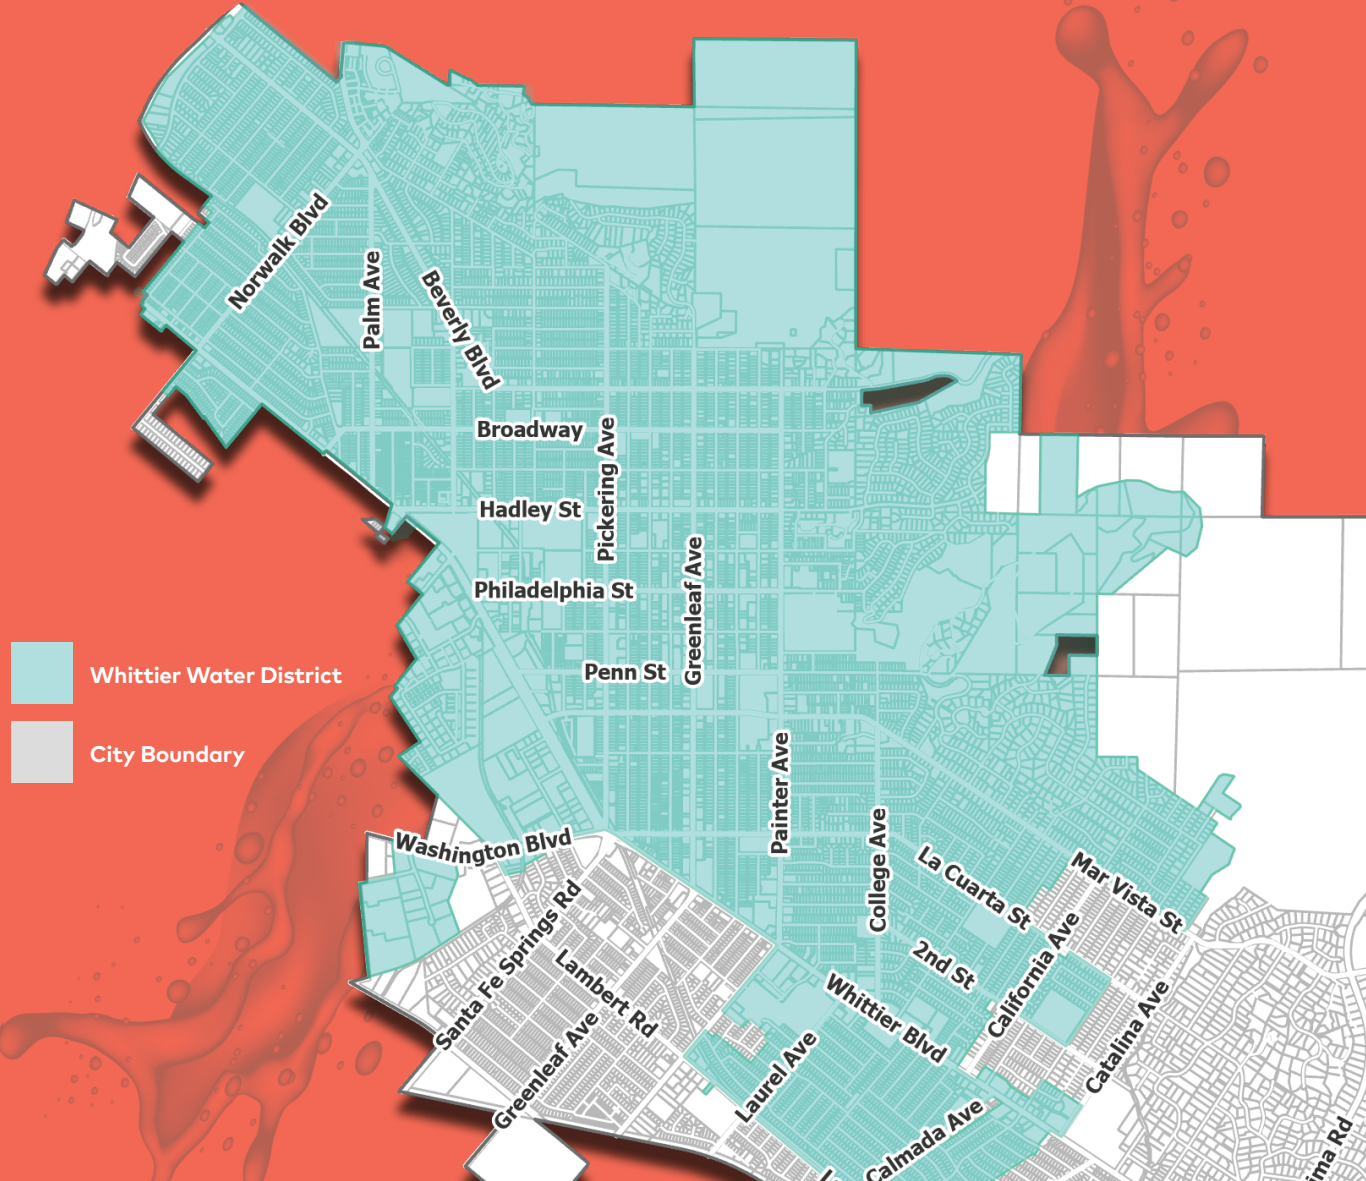 Norwalk Blvd
Palm Ave
Beverly Blvd
Broadway
Pickering Ave
Hadley St
Greenleaf Ave
Philadelphia St
Penn St
Whittier Water District
City Boundary
Painter Ave
College Ave
Washington Blvd
La Cuarta St
Mar Vista St
Santa Fe Springs Rd
California Ave
2nd St
Lambert Rd
Whittier Blvd
Catalina Ave
Greenleaf Ave
Laurel Ave
Calmada Ave
ima Rd